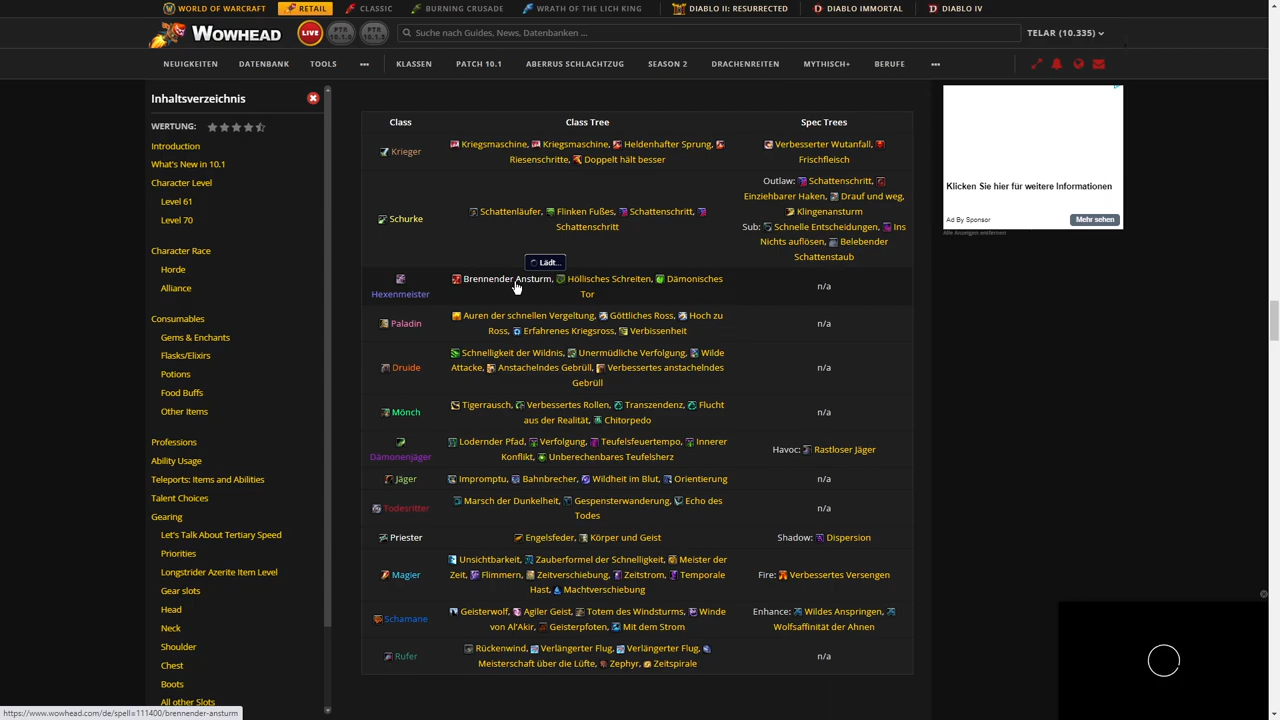 WORLD OF WARCRAFT RETAIL CLASSIC BURNING CRUSADE WRATH OF THE LICH KING DIABLO II: RESURRECTED DIABLO IMMORTAL DIABLO IV
WOWHEAD LIVE PTR 10.1.0 PTR 10.1.5 Suche nach Guides, News, Datenbanken ... TELAR (10.335)
NEUIGKEITEN DATENBANK TOOLS ••• KLASSEN PATCH 10.1 ABERRUS SCHLACHTZUG SEASON 2 DRACHENREITEN MYTHISCH+ BERUFE •••
Inhaltsverzeichnis
WERTUNG:
Introduction
What's New in 10.1
Character Level
Level 61
Level 70
Character Race
Horde
Alliance
Consumables
Gems & Enchants
Flasks/Elixirs
Potions
Food Buffs
Other Items
Professions
Ability Usage
Teleports: Items and Abilities
Talent Choices
Gearing
Let's Talk About Tertiary Speed
Priorities
Longstrider Azerite Item Level
Gear slots
Head
Neck
Shoulder
Chest
Boots
All other Slots
Class Class Tree Spec Trees
Krieger
Kriegsmaschine, Kriegsmaschine, Heldenhafter Sprung,
Riesenschritte, Doppelt hält besser
Verbesserter Wutanfall,
Frischfleisch
Schurke
Schattenläufer, Flinken Fußes, Schattenschritt,
Schattenschritt
Outlaw: Schattenschritt,
Einziehbarer Haken, Drauf und weg,
Klingenansturm
Sub: Schnelle Entscheidungen, Ins
Nichts auflösen, Belebender
Schattenstaub
Lädt...
Hexenmeister
Brennender Ansturm, Höllisches Schreiten, Dämonisches
Tor
n/a
Paladin
Auren der schnellen Vergeltung, Göttliches Ross, Hoch zu
Ross, Erfahrenes Kriegsross, Verbissenheit
n/a
Druide
Schnelligkeit der Wildnis, Unermüdliche Verfolgung, Wilde
Attacke, Anstachelndes Gebrüll, Verbessertes anstachelndes
Gebrüll
n/a
Mönch
Tigerrausch, Verbessertes Rollen, Transzendenz, Flucht
aus der Realität, Chitorpedo
n/a
Dämonenjäger
Lodernder Pfad, Verfolgung, Teufelsfeuertempo, Innerer
Konflikt, Unberechenbares Teufelsherz
Havoc: Rastloser Jäger
Jäger
Impromptu, Bahnbrecher, Wildheit im Blut, Orientierung
n/a
Todesritter
Marsch der Dunkelheit, Gespensterwanderung, Echo des
Todes
n/a
Priester
Engelsfeder, Körper und Geist
Shadow: Dispersion
Magier
Unsichtbarkeit, Zauberformel der Schnelligkeit, Meister der
Zeit, Flimmern, Zeitverschiebung, Zeitstrom, Temporale
Hast, Machtverschiebung
Fire: Verbessertes Versengen
Schamane
Geisterwolf, Agiler Geist, Totem des Windsturms, Winde
von Al'Akir, Geisterpfoten, Mit dem Strom
Enhance: Wildes Anspringen,
Wolfsaffinität der Ahnen
Rufer
Rückenwind, Verlängerter Flug, Verlängerter Flug,
Meisterschaft über die Lüfte, Zephyr, Zeitspirale
n/a
Klicken Sie hier für weitere Informationen
Ad By Sponsor Mehr sehen
Alle Anzeigen entfernen
https://www.wowhead.com/de/spell=111400/brennender-ansturm